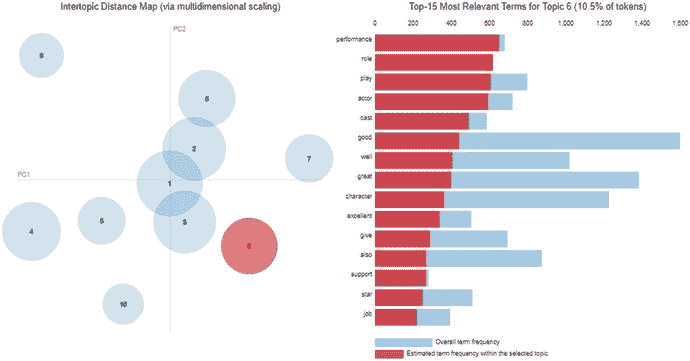 Intertopic Distance Map (via multidimensional scaling)
PC2
5
2
7
PC1
1
3
4
6
10
Top-15 Most Relevant Terms for Topic 6 (10.5% of tokens)
0 200 400 600 800 1,000 1,200 1,400 1,600
performance
role
play
actor
cast
good
well
great
character
excellent
give
also
support
star
job
Overall term frequency
Estimated term frequency within the selected topic